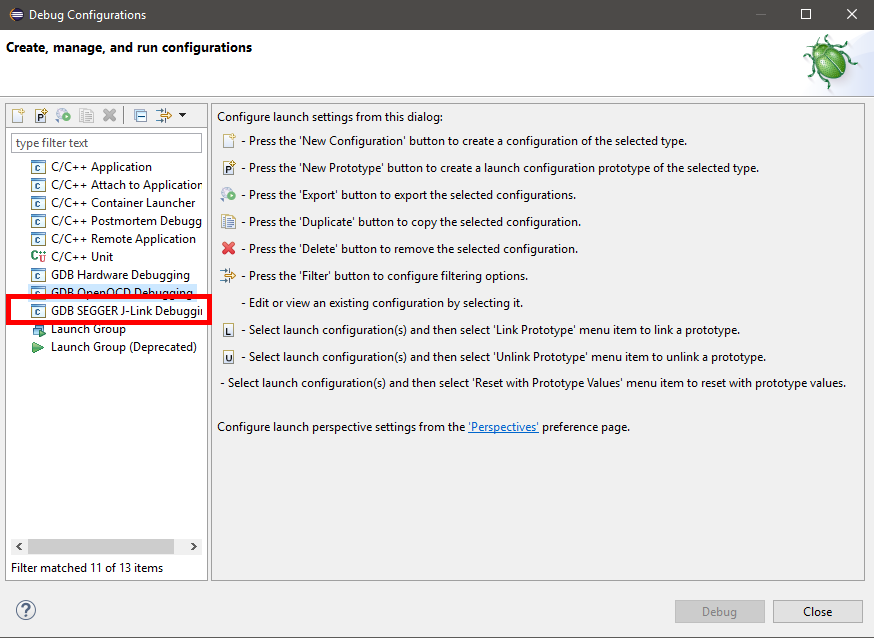 Debug Configurations
Create, manage, and run configurations
type filter text
C/C++ Application
C/C++ Attach to Application
C/C++ Container Launcher
C/C++ Postmortem Debugg
C/C++ Remote Application
C/C++ Unit
GDB Hardware Debugging
GDB OpenOCD Debugging
GDB SEGGER J-Link Debuggin
Launch Group
Launch Group (Deprecated)
Filter matched 11 of 13 items
Configure launch settings from this dialog:
- Press the 'New Configuration' button to create a configuration of the selected type.
- Press the 'New Prototype' button to create a launch configuration prototype of the selected type.
- Press the 'Export' button to export the selected configurations.
- Press the 'Duplicate' button to copy the selected configuration.
- Press the 'Delete' button to remove the selected configuration.
- Press the 'Filter' button to configure filtering options.
- Edit or view an existing configuration by selecting it.
- Select launch configuration(s) and then select 'Link Prototype' menu item to link a prototype.
- Select launch configuration(s) and then select 'Unlink Prototype' menu item to unlink a prototype.
- Select launch configuration(s) and then select 'Reset with Prototype Values' menu item to reset with prototype values.
Configure launch perspective settings from the 'Perspectives' preference page.
Debug
Close